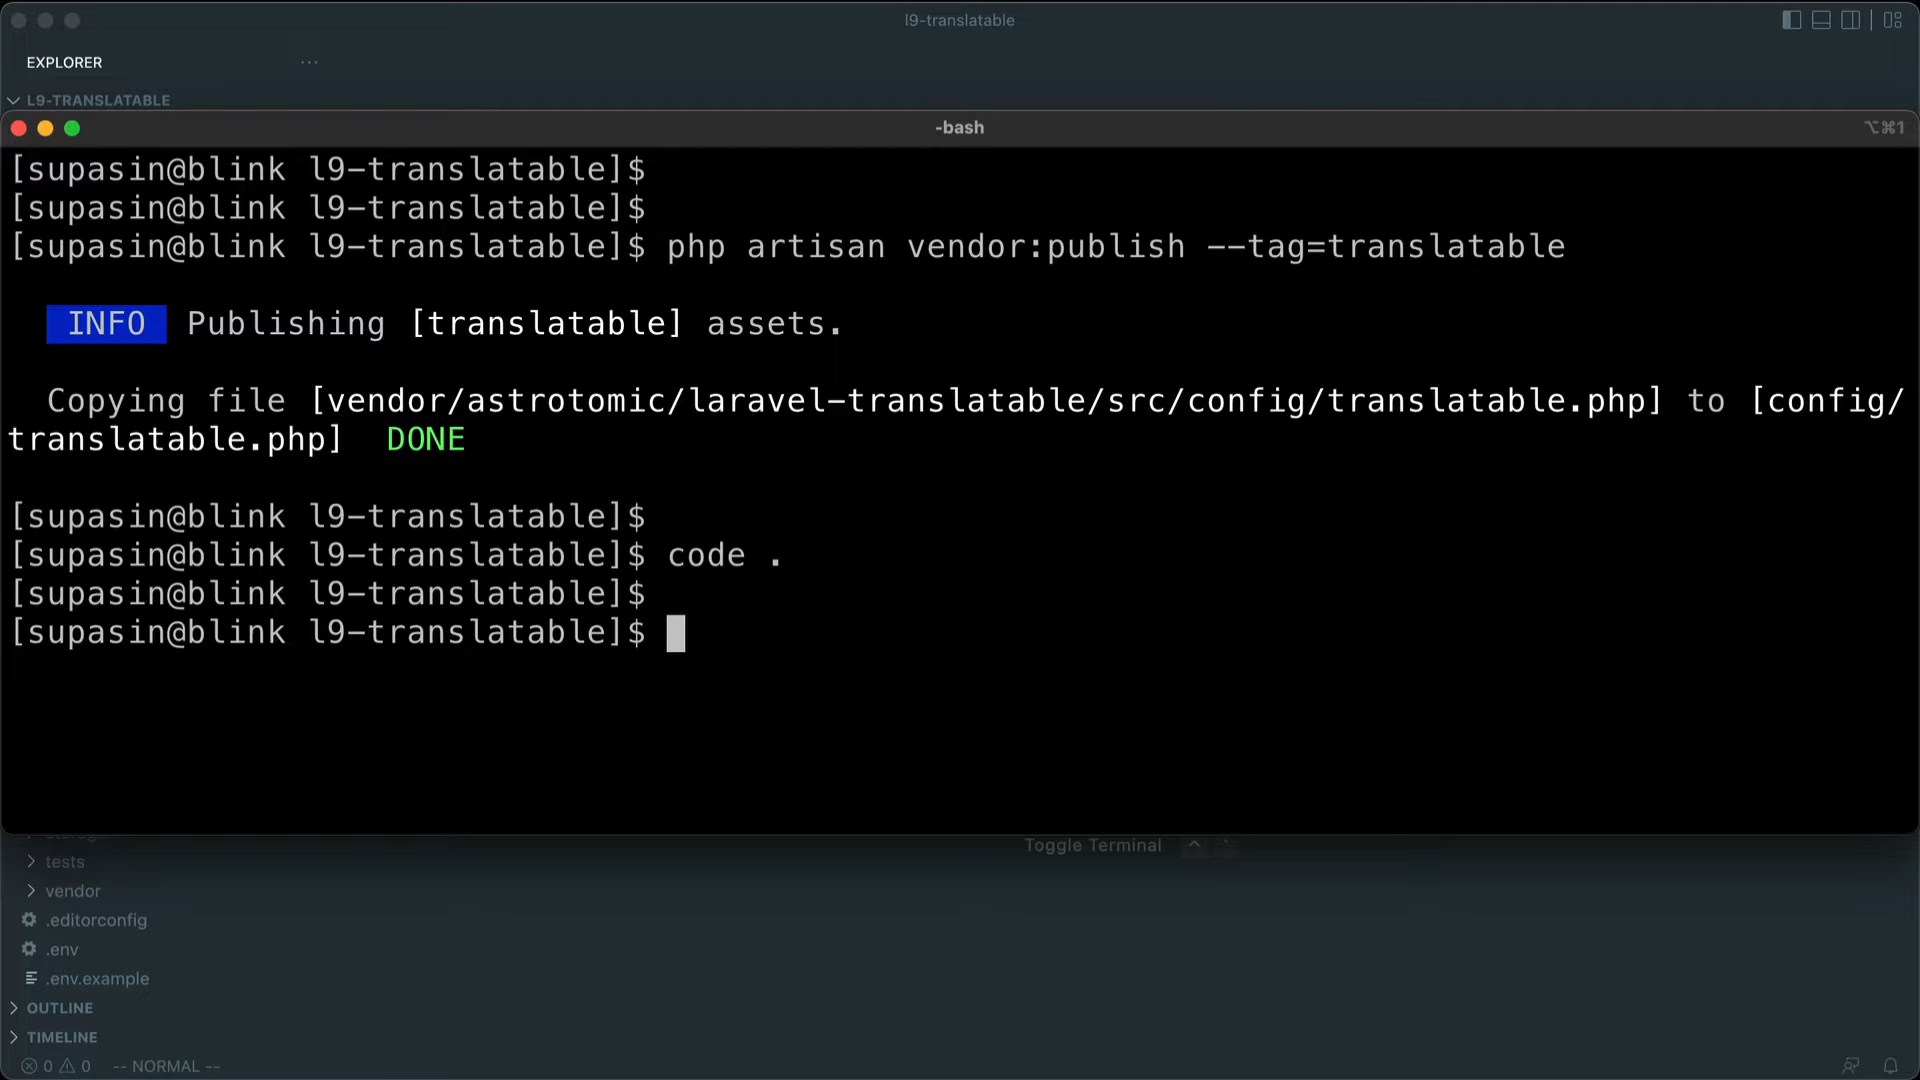 l9-translatable
EXPLORER
L9-TRANSLATABLE
-bash
⌥⌘1
[supasin@blink l9-translatable]$
[supasin@blink l9-translatable]$
[supasin@blink l9-translatable]$ php artisan vendor:publish --tag=translatable
INFO Publishing [translatable] assets.
Copying file [vendor/astrotomic/laravel-translatable/src/config/translatable.php] to [config/
translatable.php] DONE
[supasin@blink l9-translatable]$
[supasin@blink l9-translatable]$ code .
[supasin@blink l9-translatable]$
[supasin@blink l9-translatable]$
Toggle Terminal ^
tests
vendor
.editorconfig
.env
.env.example
OUTLINE
TIMELINE
0 0 -- NORMAL --